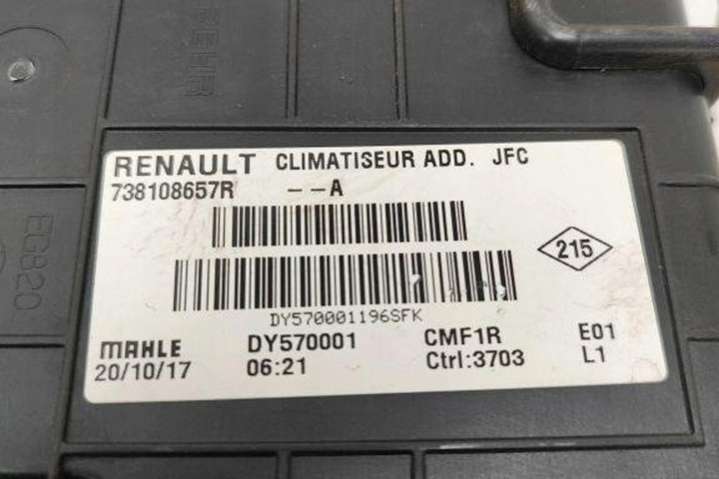 RENAULT CLIMATISEUR ADD. JFC
738108657R --A
215
DY570001196SFK
MAHLE DY570001 CMF1R E01
20/10/17 06:21 Ctrl:3703 L1
EG820